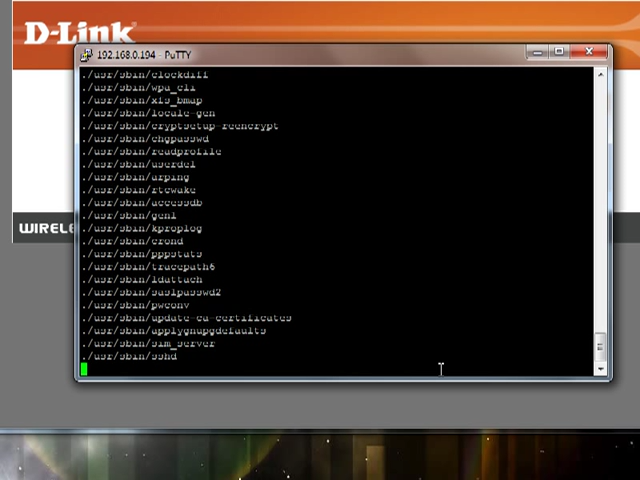 D-Link
192.168.0.194 - PuTTY
./usr/sbin/clockdiff
./usr/sbin/wpa_cli
./usr/sbin/xfs_bmap
./usr/sbin/locale-gen
./usr/sbin/cryptsetup-reencrypt
./usr/sbin/chgpasswd
./usr/sbin/readprofile
./usr/sbin/userdel
./usr/sbin/arping
./usr/sbin/rtcwake
./usr/sbin/accessdb
./usr/sbin/genl
./usr/sbin/kproplog
./usr/sbin/crond
./usr/sbin/pppstats
./usr/sbin/tracepath6
./usr/sbin/ldattach
./usr/sbin/saslpasswd2
./usr/sbin/pwconv
./usr/sbin/update-ca-certificates
./usr/sbin/applygnupgdefaults
./usr/sbin/sim_server
./usr/sbin/sshd
WIREL